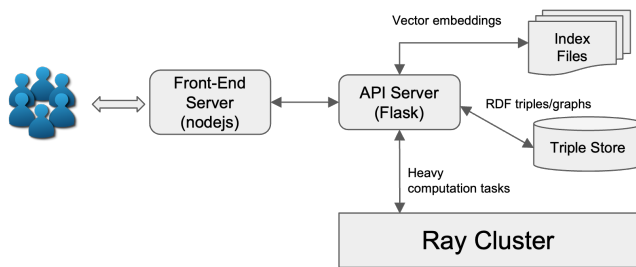 Vector embeddings
Index
Files
Front-End
Server
(nodejs)
API Server
(Flask)
RDF triples/graphs
Triple Store
Heavy
computation tasks
Ray Cluster